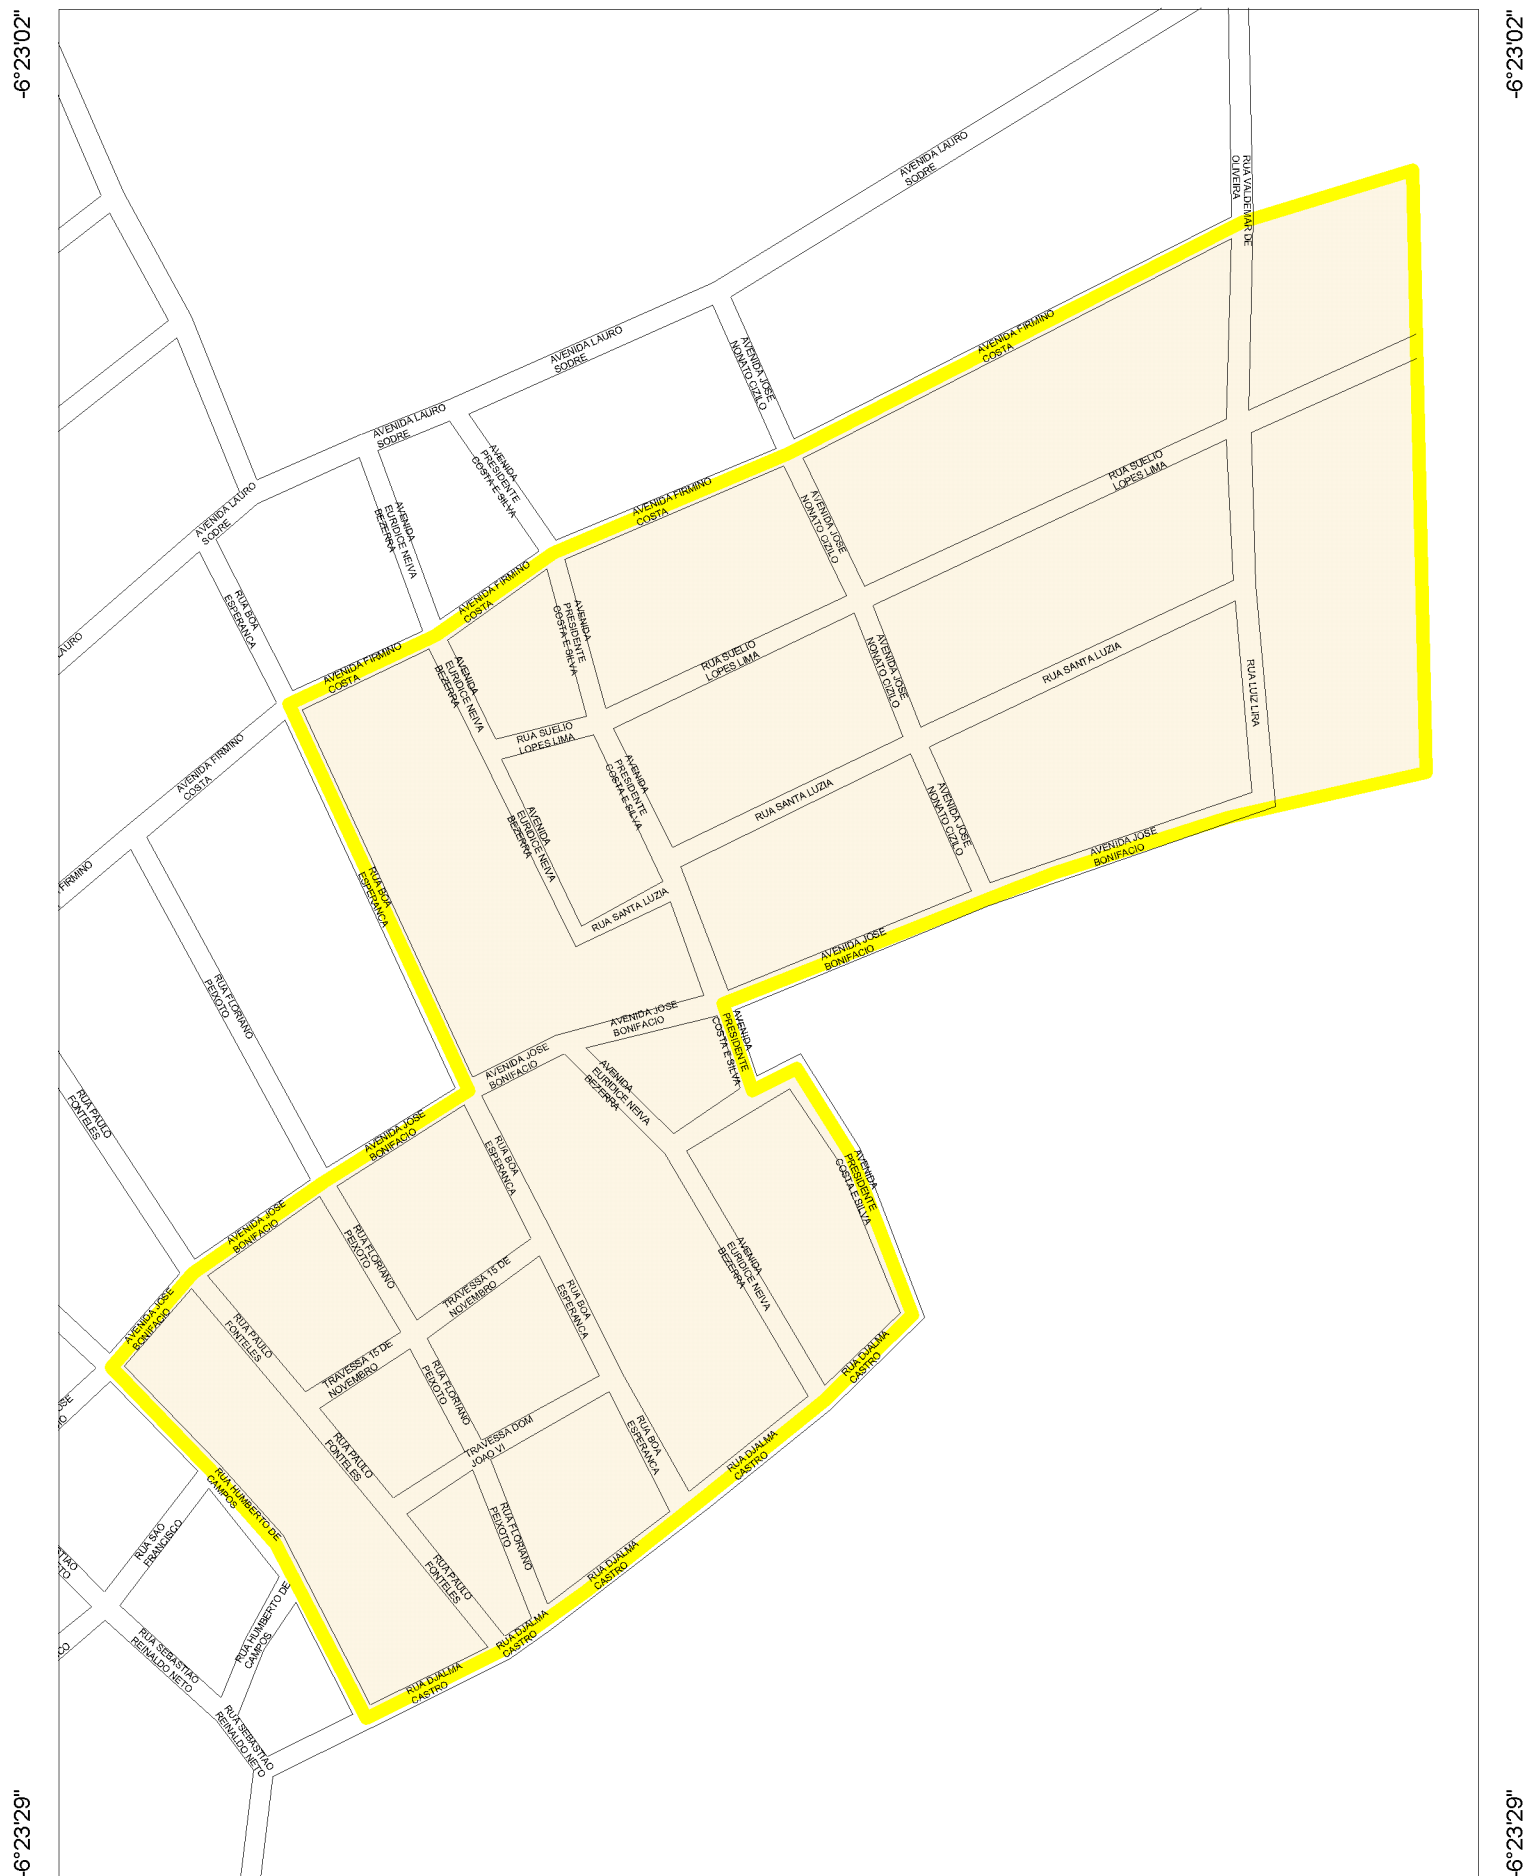 -6°23'02"
-6°23'02"
AVENIDA LAURO
SODRE
RUA VALDEMAR DE
OLIVEIRA
AVENIDA LAURO
SODRE
AVENIDA JOSE
NONATO CIZILO
AVENIDA FIRMINO
COSTA
AVENIDA LAURO
SODRE
AVENIDA
PRESIDENTE
COSTA E SILVA
RUA SUELIO
LOPES LIMA
AVENIDA LAURO
SODRE
AVENIDA
EURIDICE NEIVA
BEZERRA
AVENIDA FIRMINO
COSTA
AVENIDA JOSE
NONATO CIZILO
AVENIDA FIRMINO
COSTA
RUA BOA
ESPERANCA
AVENIDA
PRESIDENTE
COSTA E SILVA
LAURO
AVENIDA FIRMINO
COSTA
AVENIDA
EURIDICE NEIVA
BEZERRA
RUA SUELIO
LOPES LIMA
AVENIDA JOSE
NONATO CIZILO
RUA SANTA LUZIA
RUA LUIZ LIRA
RUA SUELIO
LOPES LIMA
AVENIDA FIRMINO
COSTA
AVENIDA
PRESIDENTE
COSTA E SILVA
RUA SANTA LUZIA
AVENIDA JOSE
NONATO CIZILO
AVENIDA
EURIDICE NEIVA
BEZERRA
AVENIDA JOSE
BONIFACIO
FIRMINO
RUA BOA
ESPERANCA
RUA SANTA LUZIA
AVENIDA JOSE
BONIFACIO
RUA FLORIANO
PEIXOTO
AVENIDA JOSE
BONIFACIO
AVENIDA
PRESIDENTE
COSTA E SILVA
AVENIDA JOSE
BONIFACIO
AVENIDA
EURIDICE NEIVA
BEZERRA
RUA PAULO
FONTELES
AVENIDA JOSE
BONIFACIO
RUA BOA
ESPERANCA
AVENIDA
PRESIDENTE
COSTA E SILVA
AVENIDA JOSE
BONIFACIO
RUA FLORIANO
PEIXOTO
AVENIDA
EURIDICE NEIVA
BEZERRA
TRAVESSA 15 DE
NOVEMBRO
RUA BOA
ESPERANCA
AVENIDA JOSE
BONIFACIO
RUA PAULO
FONTELES
TRAVESSA 15 DE
NOVEMBRO
RUA DJALMA
CASTRO
RUA FLORIANO
PEIXOTO
OSE
IO
TRAVESSA DOM
JOAO VI
RUA BOA
ESPERANCA
RUA PAULO
FONTELES
RUA DJALMA
CASTRO
RUA HUMBERTO DE
CAMPOS
RUA SAO
FRANCISCO
RUA FLORIANO
PEIXOTO
STIAO
TO
RUA DJALMA
CASTRO
RUA PAULO
FONTELES
RUA HUMBERTO DE
CAMPOS
RUA DJALMA
CASTRO
CO
RUA SEBASTIAO
REINALDO NETO
RUA DJALMA
CASTRO
RUA SEBASTIAO
REINALDO NETO
-6°23'29"
-6°23'29"